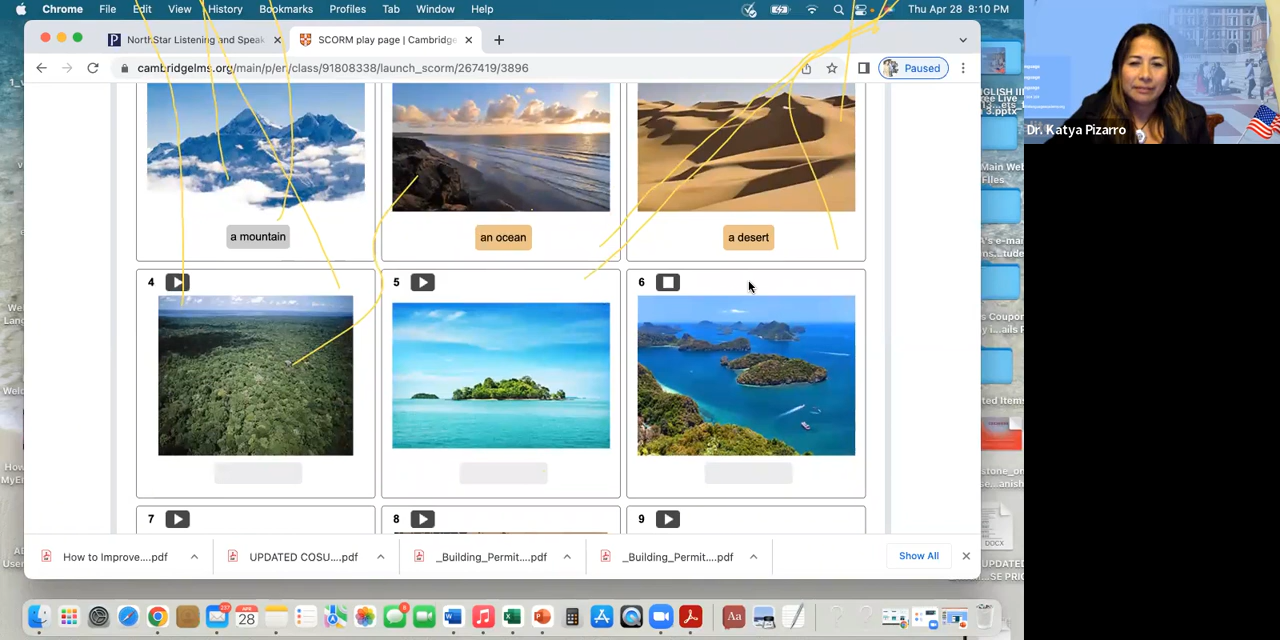 Chrome File Edit View History Bookmarks Profiles Tab Window Help Thu Apr 28 8:10 PM
NorthStar Listening and Speak
SCORM play page | Cambridge
cambridgelms.org/main/p/er/class/91808338/launch_scorm/267419/3896
Paused
Dr. Katya Pizarro
a mountain
an ocean
a desert
4
5
6
7
8
9
How to Improve....pdf
UPDATED COSU....pdf
_Building_Permit....pdf
_Building_Permit....pdf
Show All